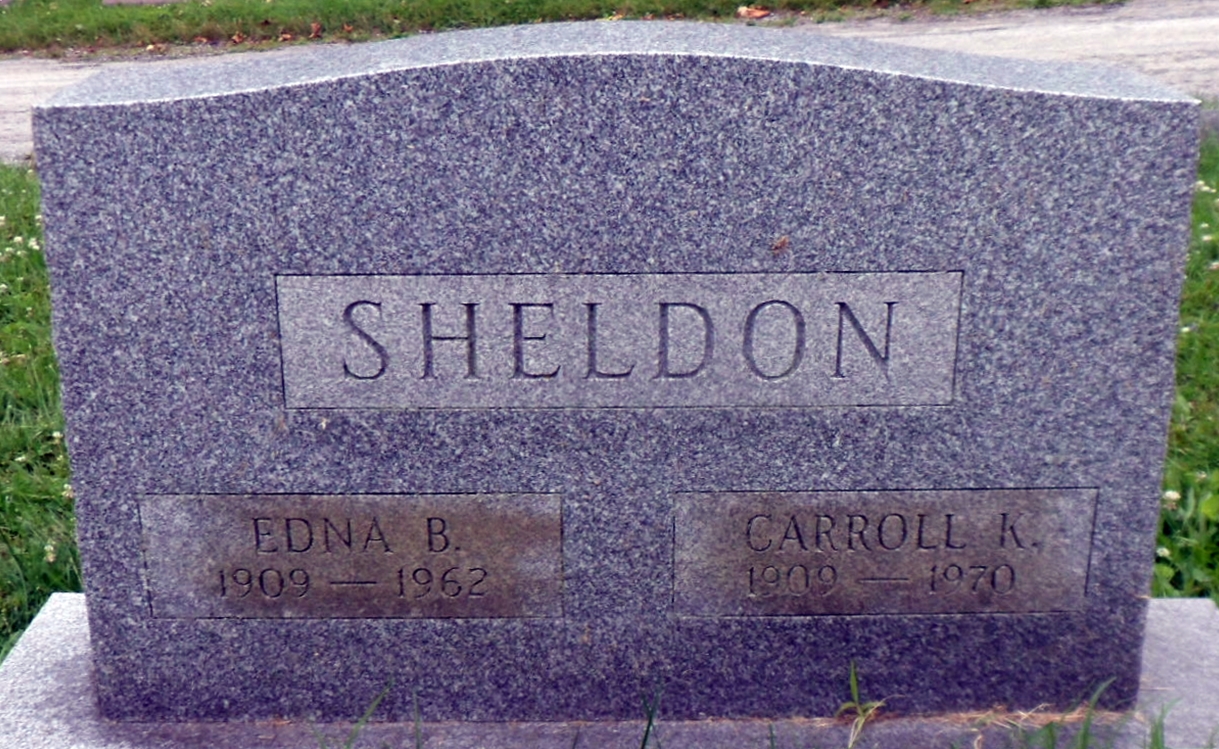 SHELDON
EDNA B.
1909 — 1962
CARROLL K.
1909 — 1970